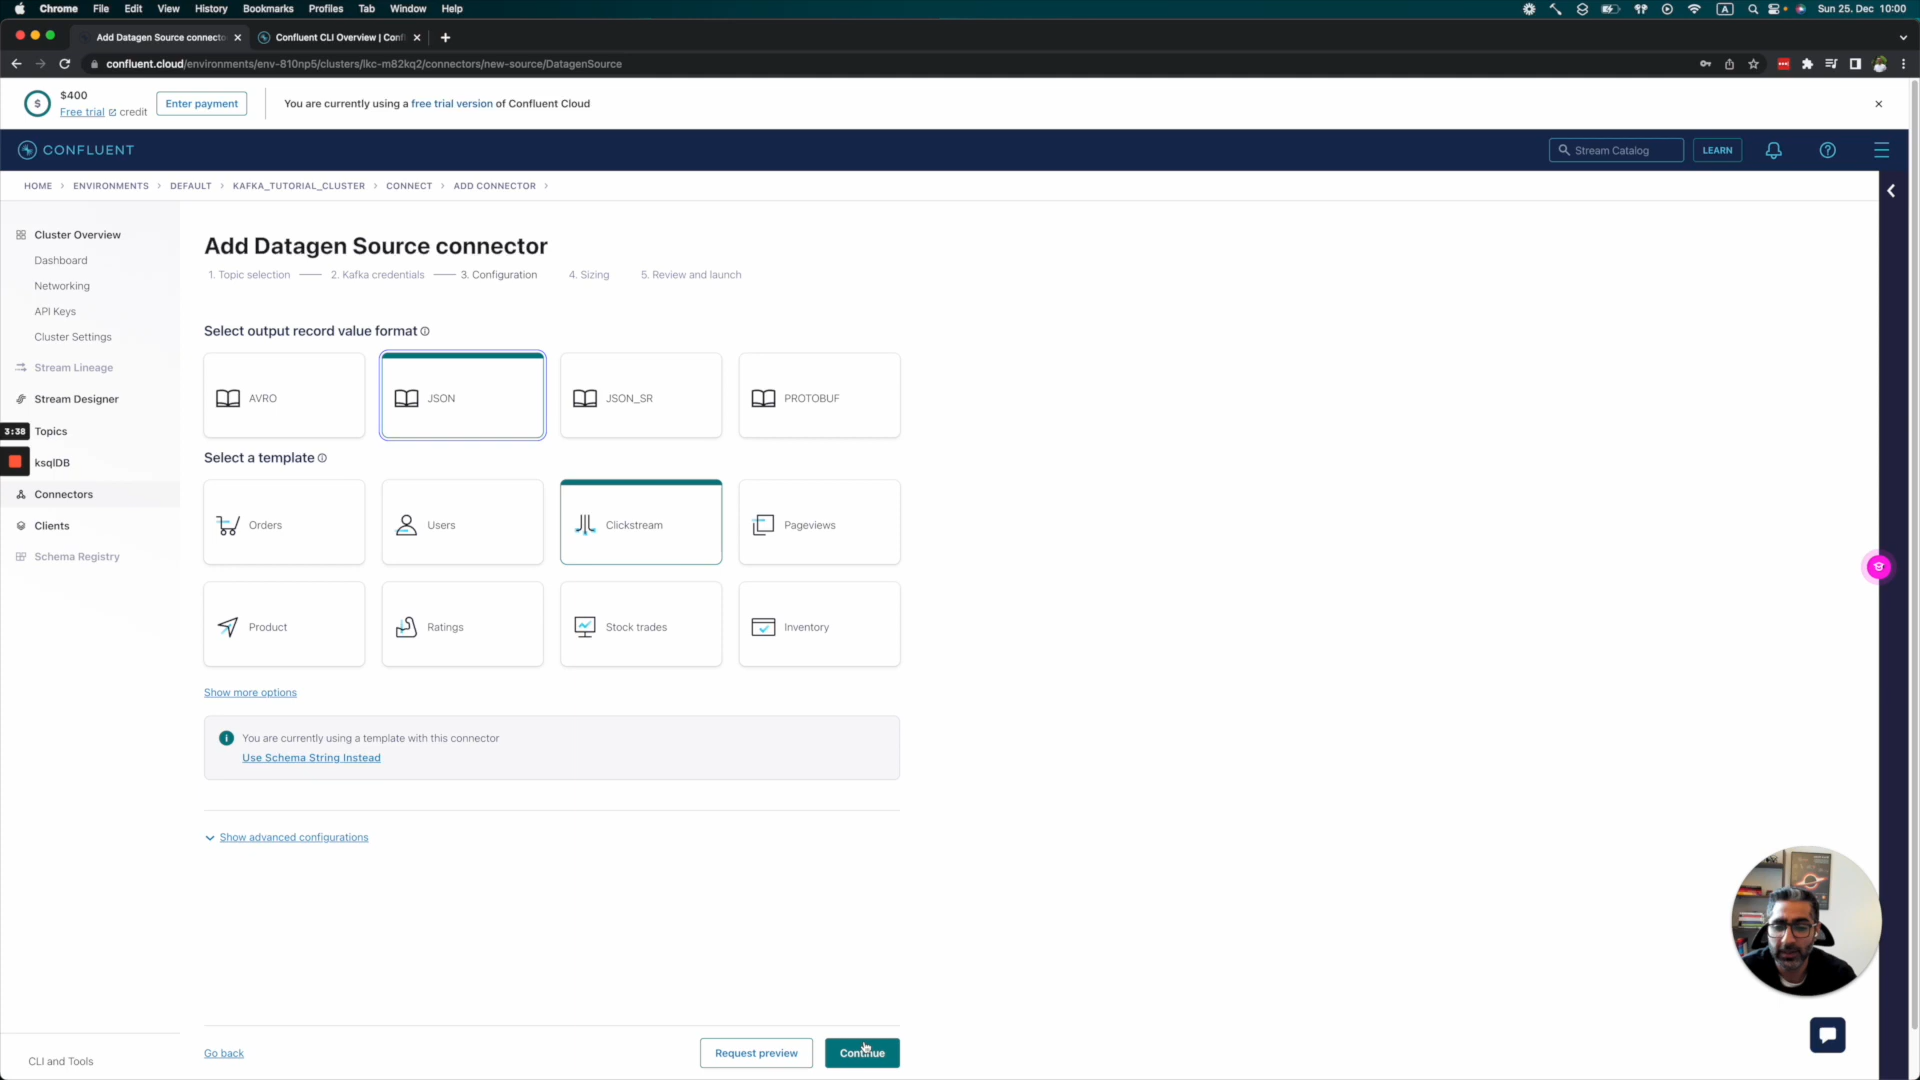 Chrome File Edit View History Bookmarks Profiles Tab Window Help
A Sun 25. Dec 10:00
Add Datagen Source connecto
Confluent CLI Overview | Conf
confluent.cloud/environments/env-810np5/clusters/lkc-m82kq2/connectors/new-source/DatagenSource
$
$400
Free trial credit
Enter payment
You are currently using a free trial version of Confluent Cloud
CONFLUENT
Stream Catalog
LEARN
HOME > ENVIRONMENTS > DEFAULT > KAFKA_TUTORIAL_CLUSTER > CONNECT > ADD CONNECTOR >
Cluster Overview
Dashboard
Networking
API Keys
Cluster Settings
Stream Lineage
Stream Designer
3:38
Topics
ksqlDB
Connectors
Clients
Schema Registry
CLI and Tools
Add Datagen Source connector
1. Topic selection 2. Kafka credentials 3. Configuration 4. Sizing 5. Review and launch
Select output record value format
AVRO
JSON
JSON_SR
PROTOBUF
Select a template
Orders
Users
Clickstream
Pageviews
Product
Ratings
Stock trades
Inventory
Show more options
You are currently using a template with this connector
Use Schema String Instead
Show advanced configurations
Go back
Request preview
Continue